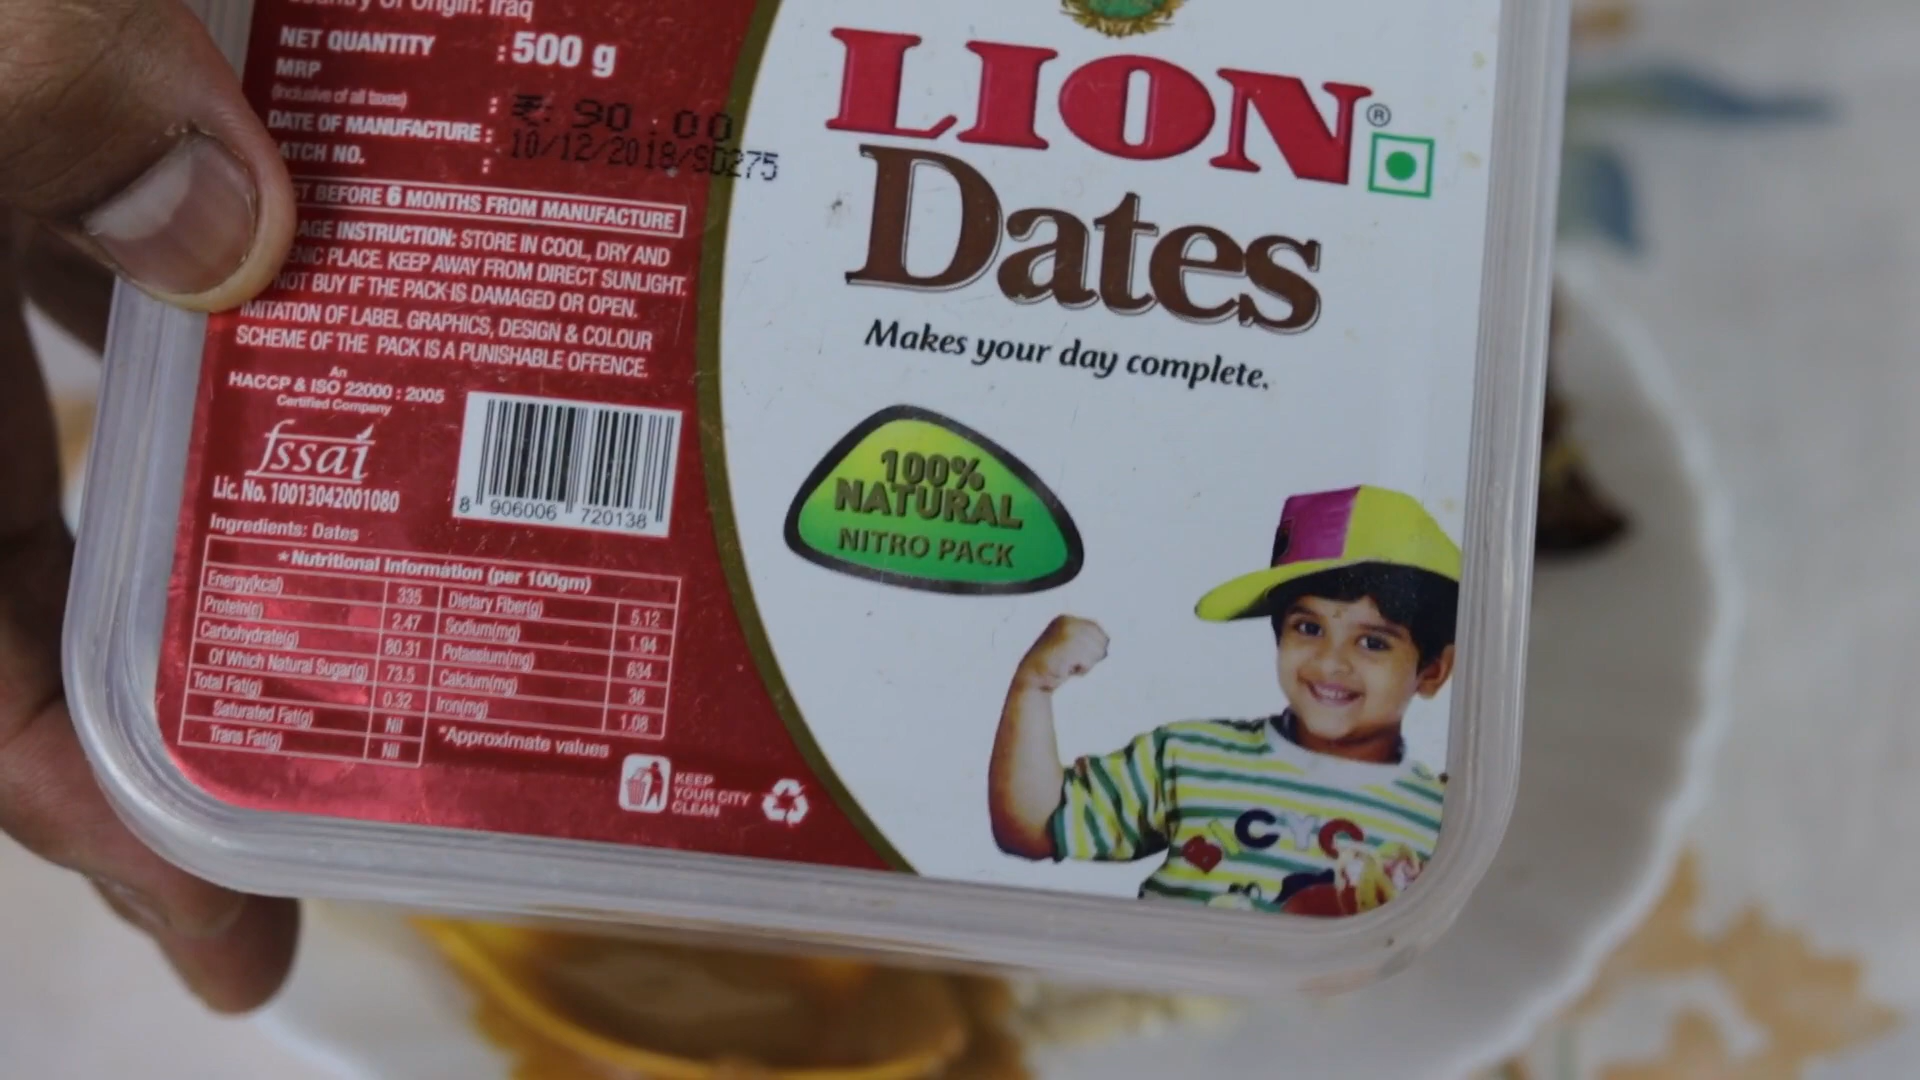 Country Of Origin: Iraq
NET QUANTITY : 500 g
MRP
(Inclusive of all taxes) : ₹: 90.00
DATE OF MANUFACTURE : 10/12/2018/SD275
ATCH NO. :
T BEFORE 6 MONTHS FROM MANUFACTURE
AGE INSTRUCTION: STORE IN COOL, DRY AND
ENIC PLACE. KEEP AWAY FROM DIRECT SUNLIGHT.
NOT BUY IF THE PACK IS DAMAGED OR OPEN.
IMITATION OF LABEL GRAPHICS, DESIGN & COLOUR
SCHEME OF THE PACK IS A PUNISHABLE OFFENCE.
An
HACCP & ISO 22000 : 2005
Certified Company
fssai
Lic. No. 10013042001080
8 906006 720138
Ingredients: Dates
* Nutritional Information (per 100gm)
Energy(kcal) 335 Dietary Fiber(g) 5.12
Protein(g) 2.47 Sodium(mg) 1.94
Carbohydrate(g) 80.31 Potassium(mg) 634
Of Which Natural Sugar(g) 73.5 Calcium(mg) 36
Total Fat(g) 0.32 Iron(mg) 1.08
Saturated Fat(g) Nil
Trans Fat(g) Nil
*Approximate values
KEEP
YOUR CITY
CLEAN
LION®
Dates
Makes your day complete.
100%
NATURAL
NITRO PACK
B CYC